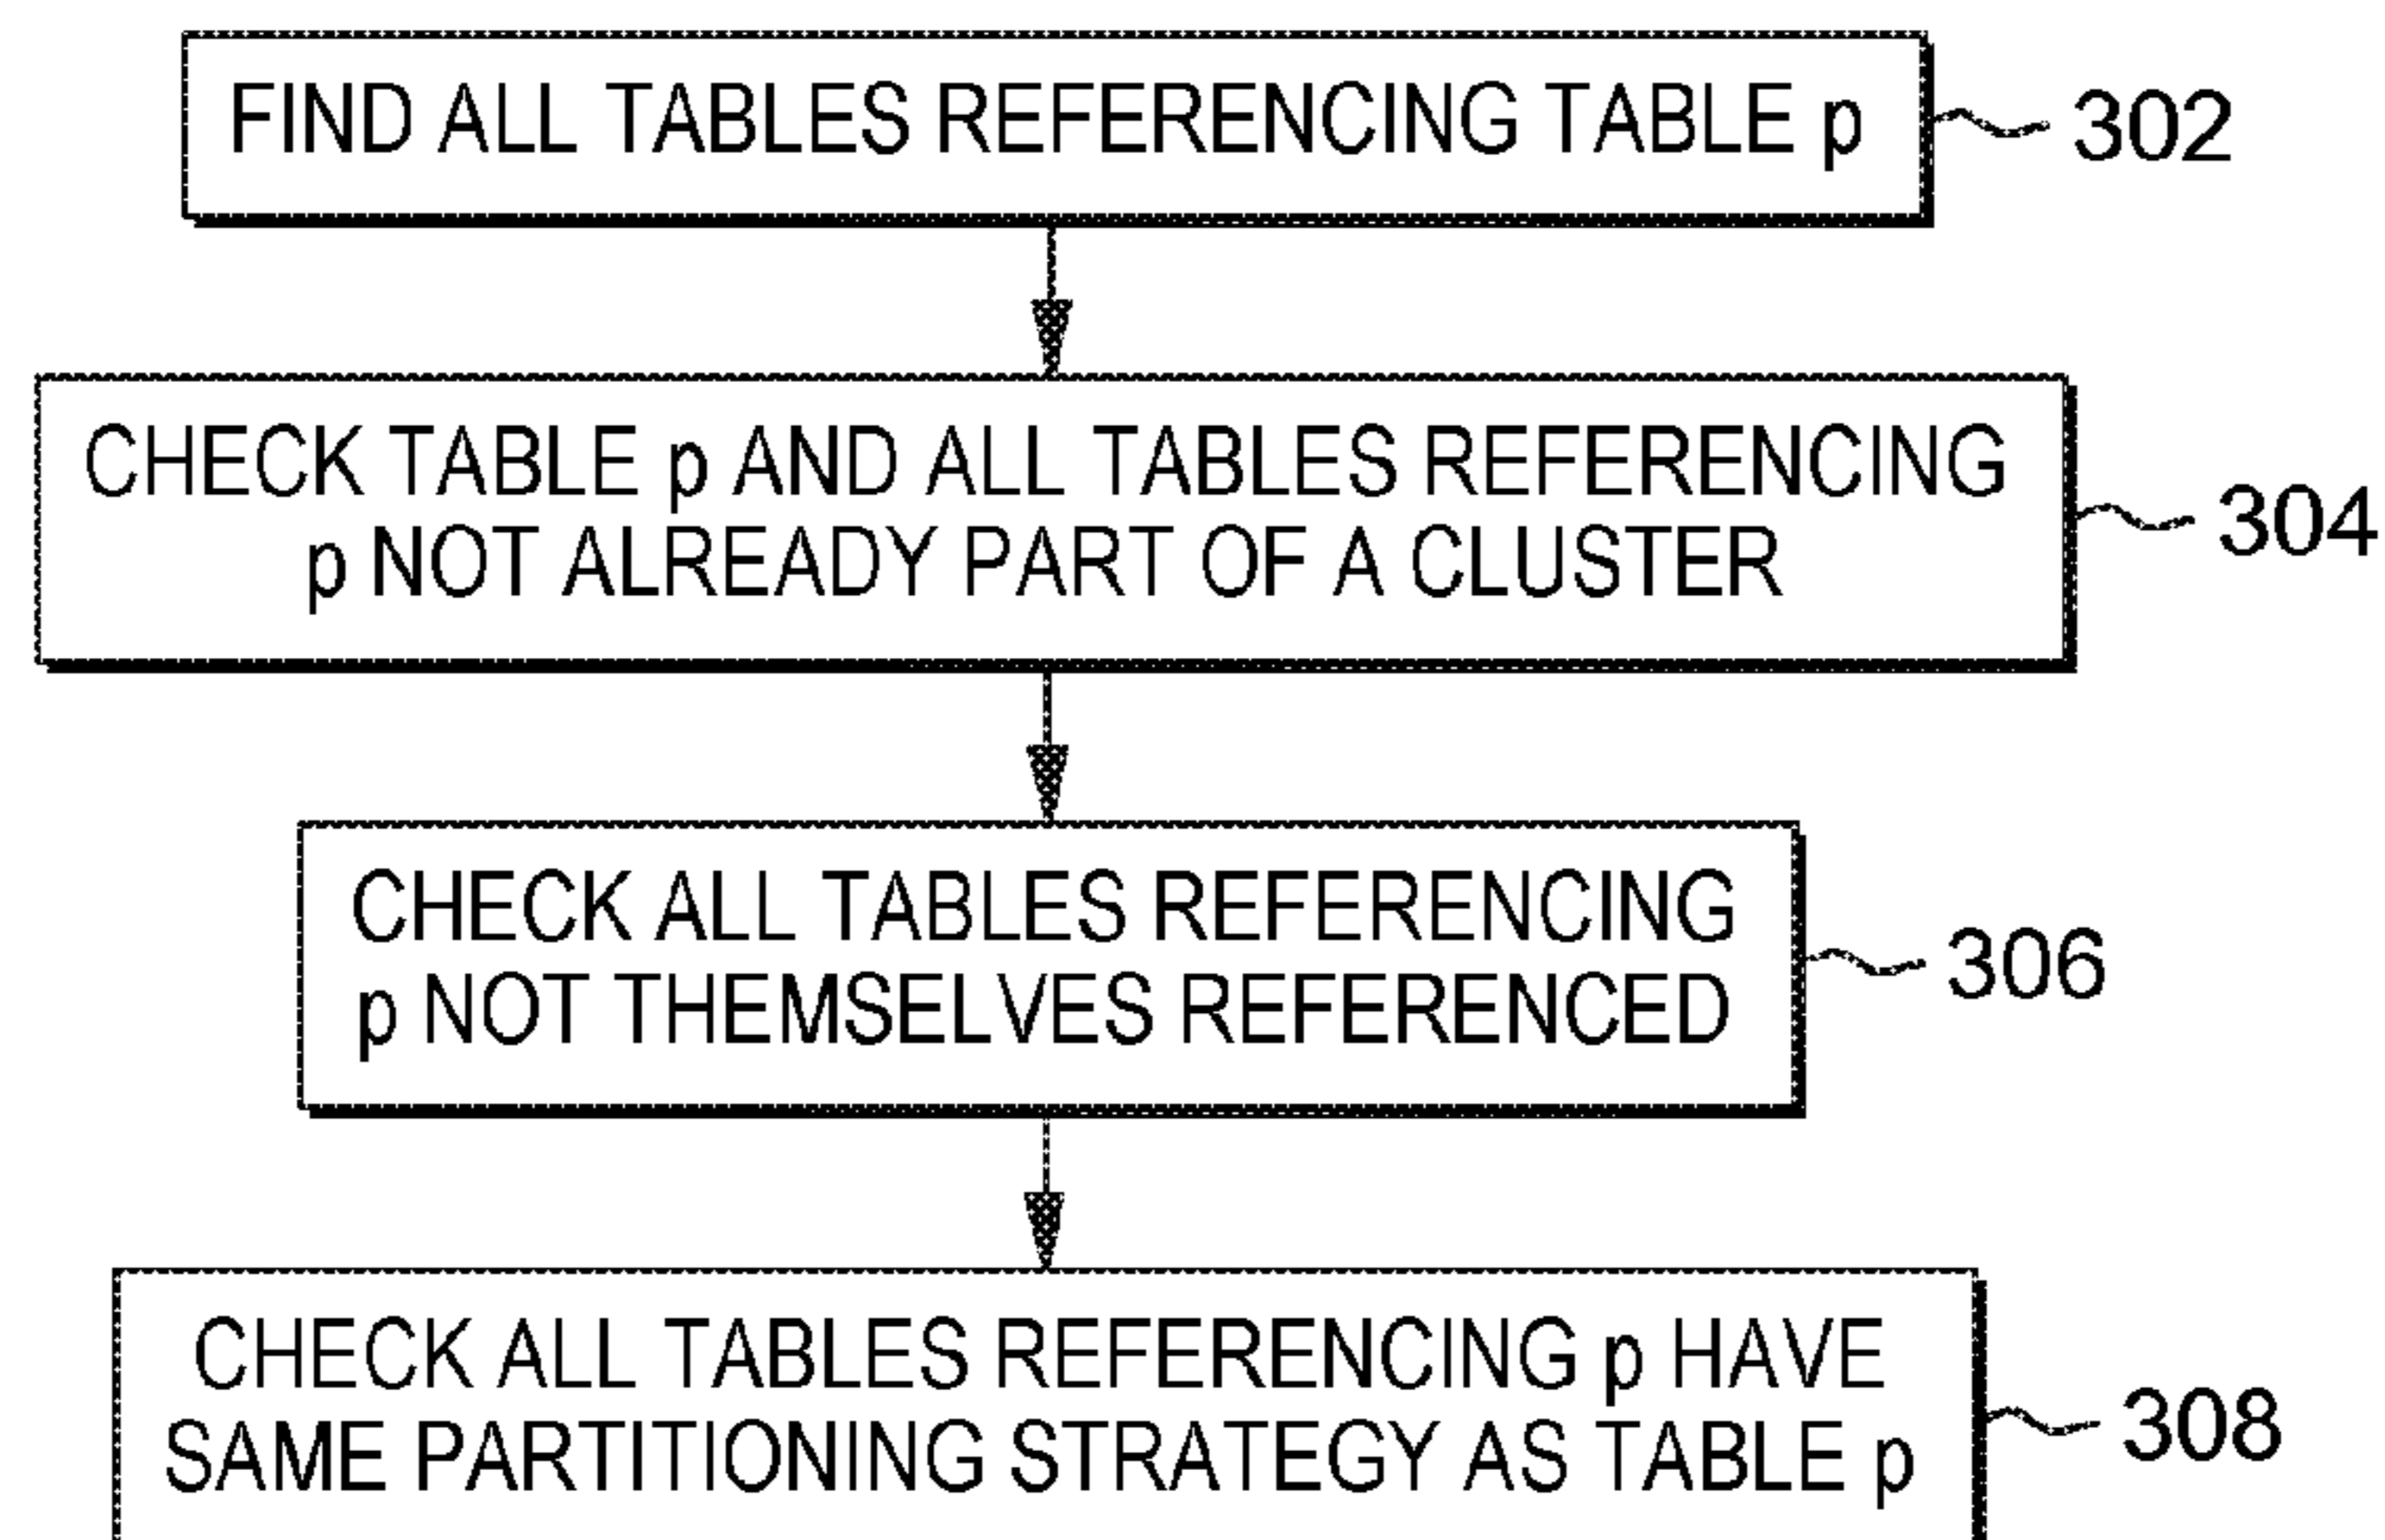 FIND ALL TABLES REFERENCING TABLE p
302
CHECK TABLE p AND ALL TABLES REFERENCING
p NOT ALREADY PART OF A CLUSTER
304
CHECK ALL TABLES REFERENCING
p NOT THEMSELVES REFERENCED
306
CHECK ALL TABLES REFERENCING p HAVE
SAME PARTITIONING STRATEGY AS TABLE p
308